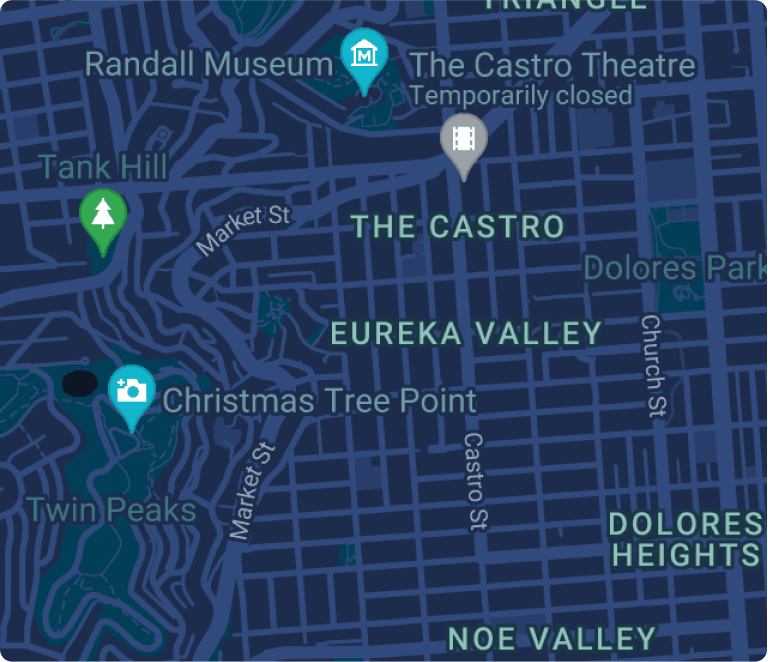 TRIANGLE
Randall Museum
The Castro Theatre
Temporarily closed
M
Tank Hill
Market St
THE CASTRO
Dolores Park
EUREKA VALLEY
Church St
Christmas Tree Point
Market St
Castro St
Twin Peaks
DOLORES
HEIGHTS
NOE VALLEY